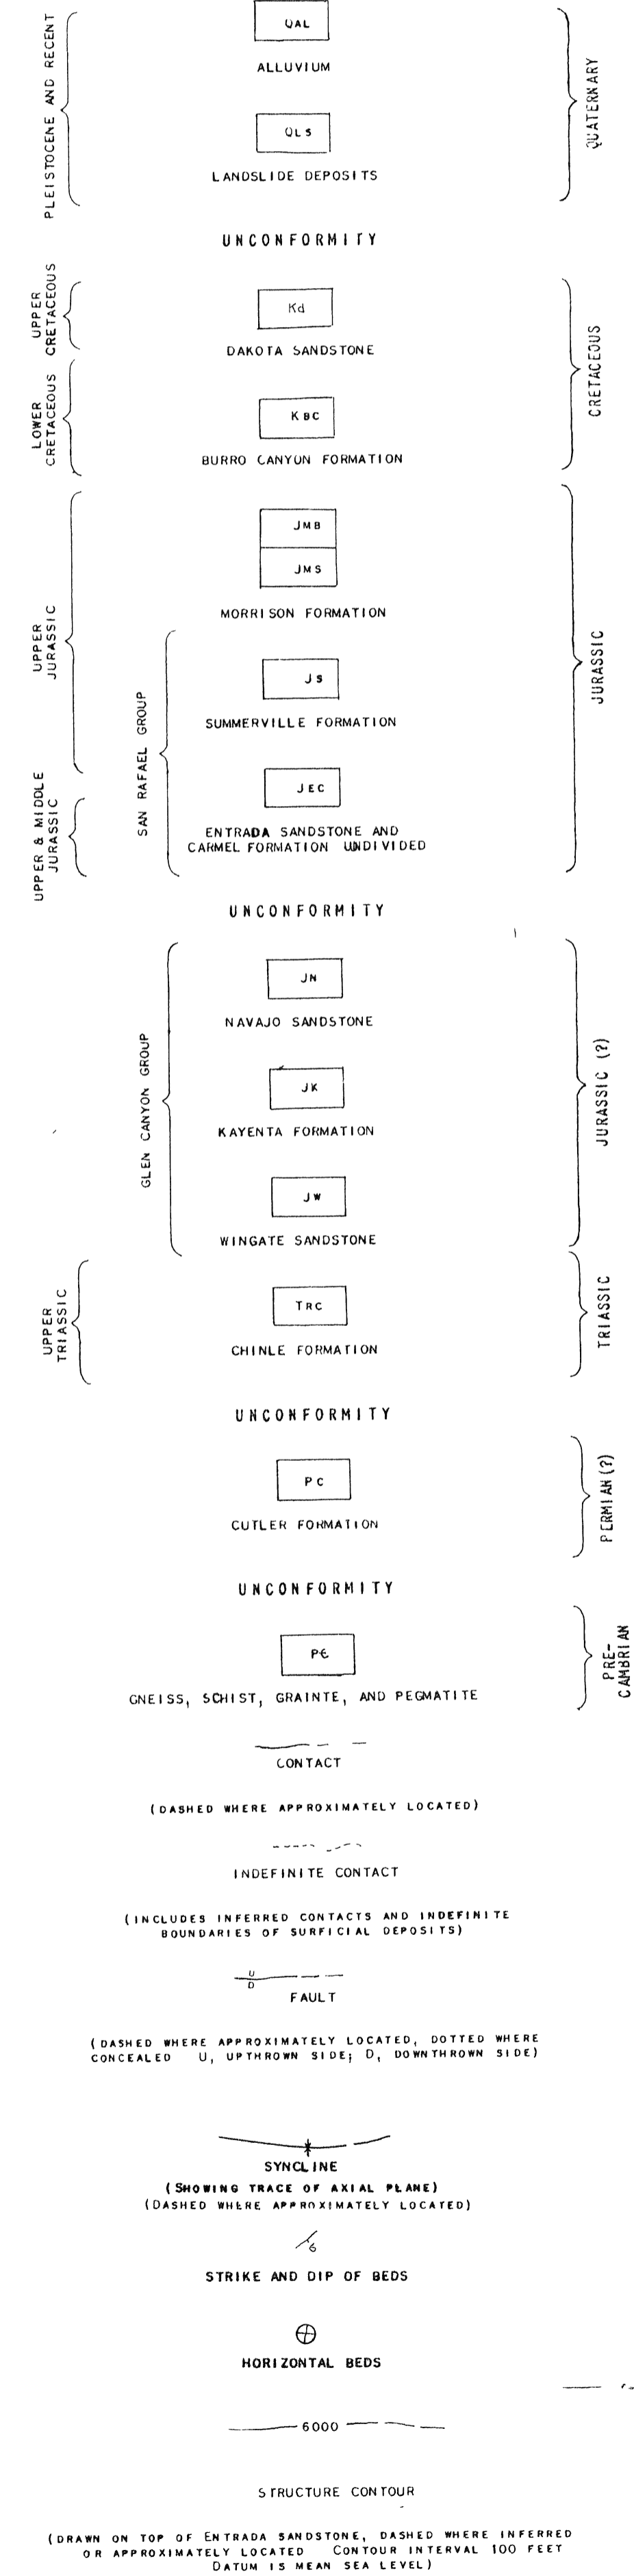 QAL
ALLUVIUM
QLS
LANDSLIDE DEPOSITS
PLEISTOCENE AND RECENT
QUATERNARY
UNCONFORMITY
Kd
DAKOTA SANDSTONE
UPPER
CRETACEOUS
KBC
BURRO CANYON FORMATION
LOWER
CRETACEOUS
CRETACEOUS
JMB
JMS
MORRISON FORMATION
UPPER
JURASSIC
JS
SUMMERVILLE FORMATION
JEC
ENTRADA SANDSTONE AND
CARMEL FORMATION UNDIVIDED
SAN RAFAEL GROUP
UPPER & MIDDLE
JURASSIC
JURASSIC
UNCONFORMITY
JN
NAVAJO SANDSTONE
JK
KAYENTA FORMATION
JW
WINGATE SANDSTONE
GLEN CANYON GROUP
JURASSIC (?)
TRC
CHINLE FORMATION
UPPER
TRIASSIC
TRIASSIC
UNCONFORMITY
PC
CUTLER FORMATION
PERMIAN (?)
UNCONFORMITY
P€
GNEISS, SCHIST, GRAINTE, AND PEGMATITE
PRE-
CAMBRIAN
CONTACT
(DASHED WHERE APPROXIMATELY LOCATED)
INDEFINITE CONTACT
(INCLUDES INFERRED CONTACTS AND INDEFINITE
BOUNDARIES OF SURFICIAL DEPOSITS)
U
D
FAULT
(DASHED WHERE APPROXIMATELY LOCATED, DOTTED WHERE
CONCEALED U, UPTHROWN SIDE; D, DOWNTHROWN SIDE)
SYNCLINE
(SHOWING TRACE OF AXIAL PLANE)
(DASHED WHERE APPROXIMATELY LOCATED)
6
STRIKE AND DIP OF BEDS
HORIZONTAL BEDS
6000
STRUCTURE CONTOUR
(DRAWN ON TOP OF ENTRADA SANDSTONE, DASHED WHERE INFERRED
OR APPROXIMATELY LOCATED CONTOUR INTERVAL 100 FEET
DATUM IS MEAN SEA LEVEL)